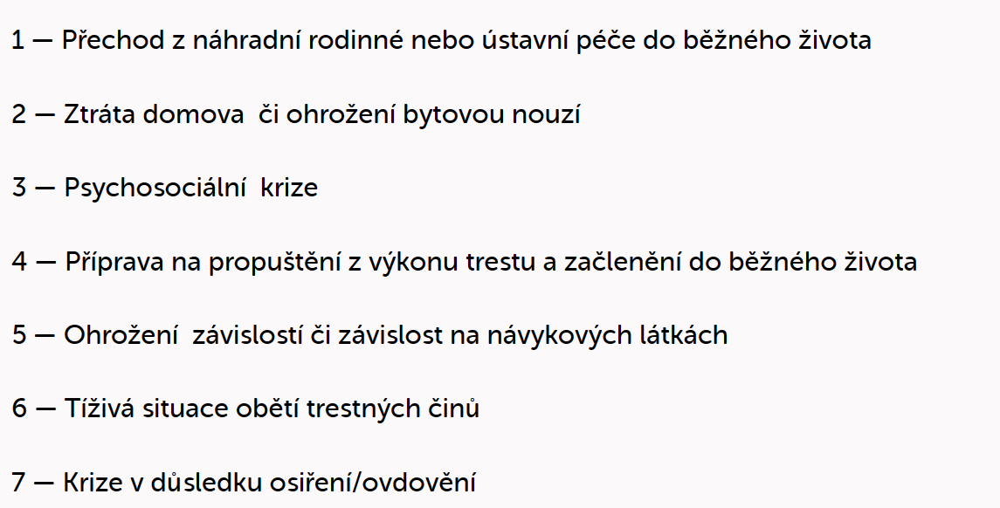 1 — Přechod z náhradní rodinné nebo ústavní péče do běžného života
2 — Ztráta domova či ohrožení bytovou nouzí
3 — Psychosociální krize
4 — Příprava na propuštění z výkonu trestu a začlenění do běžného života
5 — Ohrožení závislostí či závislost na návykových látkách
6 — Tíživá situace obětí trestných činů
7 — Krize v důsledku osiření/ovdovění